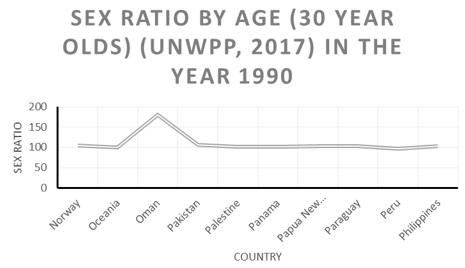 SEX RATIO BY AGE (30 YEAR
OLDS) (UNWPP, 2017) IN THE
YEAR 1990
200
150
100
50
0
SEX RATIO
Norway
Oceania
Oman
Pakistan
Palestine
Panama
Papua New…
Paraguay
Peru
Philippines
COUNTRY